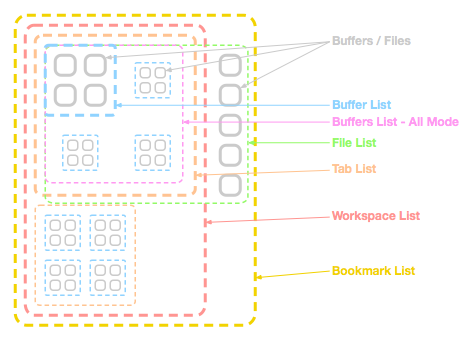 Buffers / Files
Buffer List
Buffers List - All Mode
File List
Tab List
Workspace List
Bookmark List